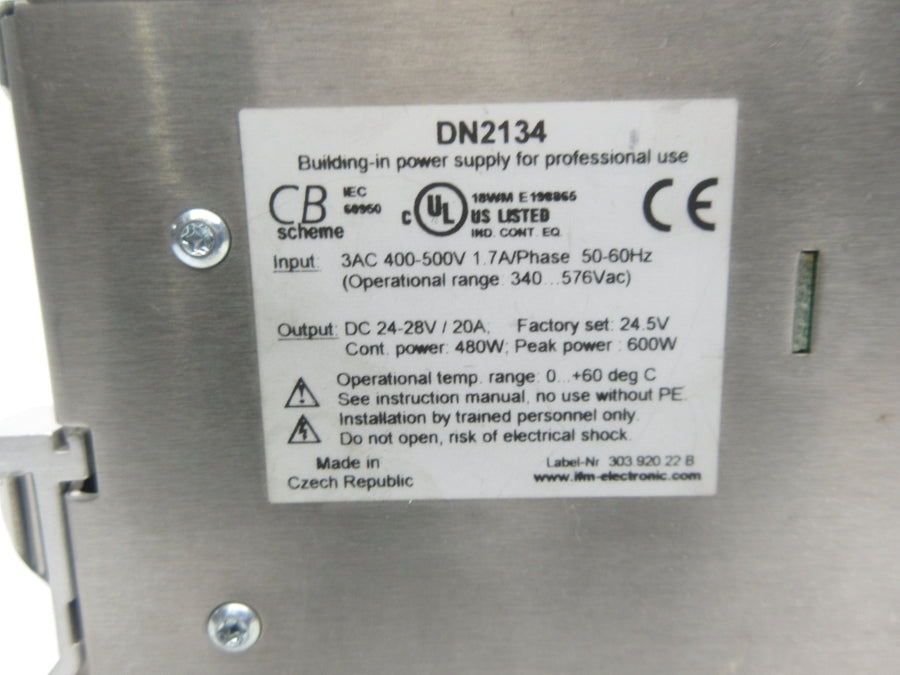 DN2134
Building-in power supply for professional use
CB scheme
IEC 60950
C UL US LISTED
18WM E198865
IND. CONT. EQ.
CE
Input: 3AC 400-500V 1.7A/Phase 50-60Hz
(Operational range 340...576Vac)
Output: DC 24-28V / 20A; Factory set: 24.5V
Cont. power: 480W; Peak power : 600W
Operational temp. range: 0...+60 deg C
See instruction manual, no use without PE.
Installation by trained personnel only.
Do not open, risk of electrical shock.
Made in
Czech Republic
Label-Nr 303 920 22 B
www.ifm-electronic.com